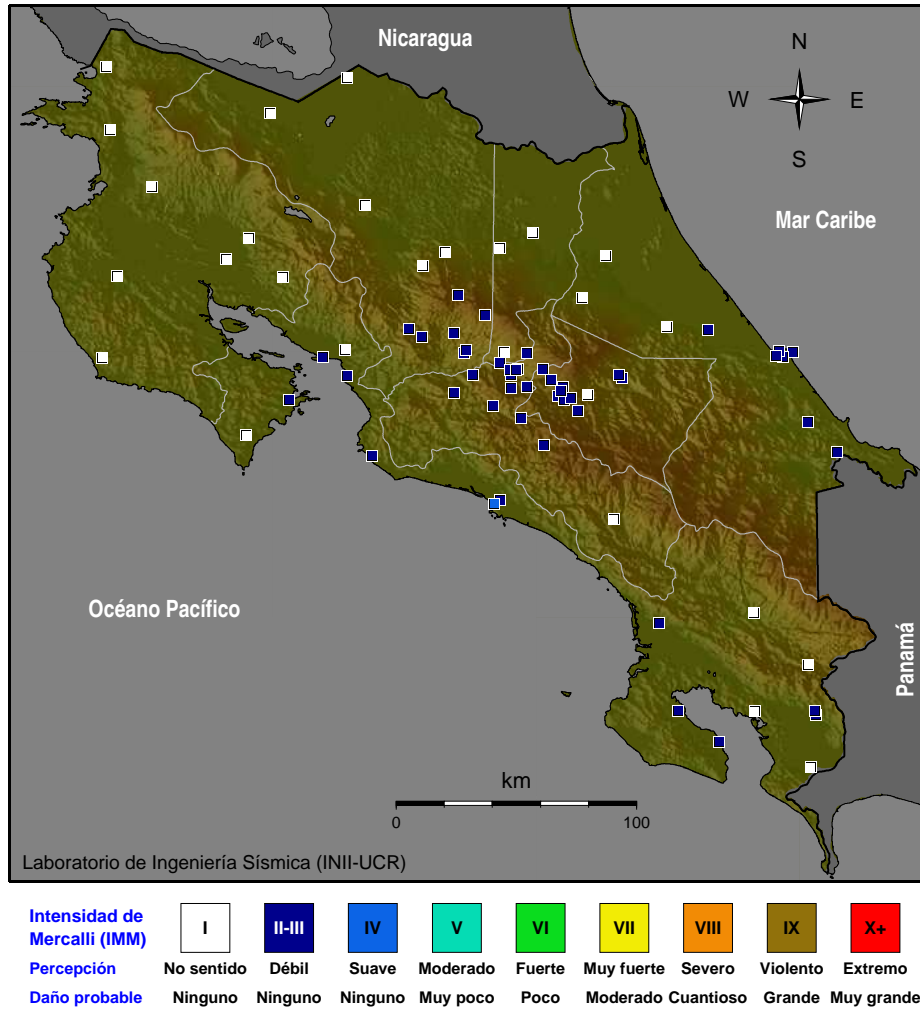 Nicaragua
N
W E
S
Mar Caribe
Océano Pacífico
Panamá
km
0 100
Laboratorio de Ingeniería Sísmica (INII-UCR)
Intensidad de
Mercalli (IMM)
I II-III IV V VI VII VIII IX X+
Percepción No sentido Débil Suave Moderado Fuerte Muy fuerte Severo Violento Extremo
Daño probable Ninguno Ninguno Ninguno Muy poco Poco Moderado Cuantioso Grande Muy grande